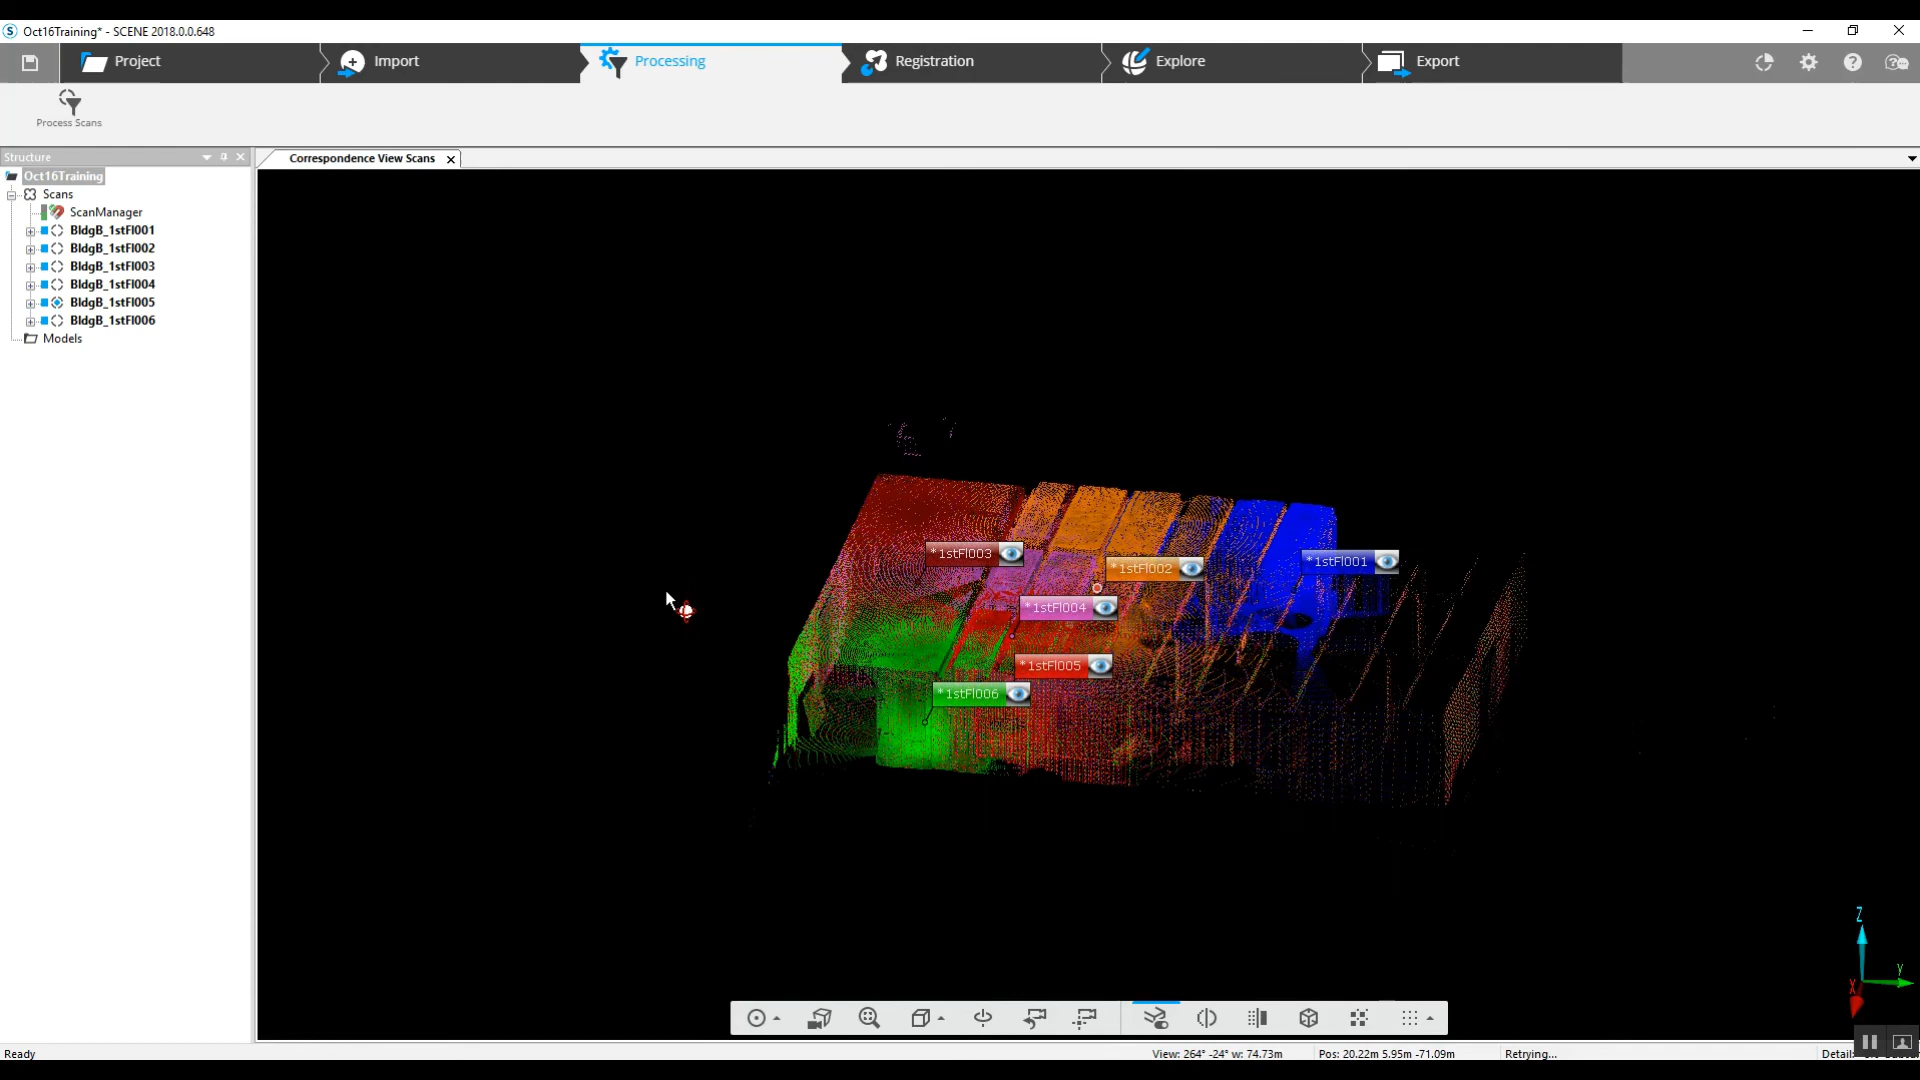 Oct16Training* - SCENE 2018.0.0.648
Project
Import
Processing
Registration
Explore
Export
Process Scans
Structure
Correspondence View Scans
Oct16Training
Scans
ScanManager
BldgB_1stFl001
BldgB_1stFl002
BldgB_1stFl003
BldgB_1stFl004
BldgB_1stFl005
BldgB_1stFl006
Models
*1stFl003
*1stFl002
*1stFl001
*1stFl004
*1stFl005
*1stFl006
Z
Y
X
Ready
View: 264° -24° w: 74.73m
Pos: 20.22m 5.95m -71.09m
Retrying...